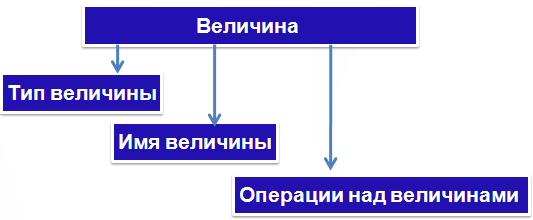 Величина
Тип величины
Имя величины
Операции над величинами